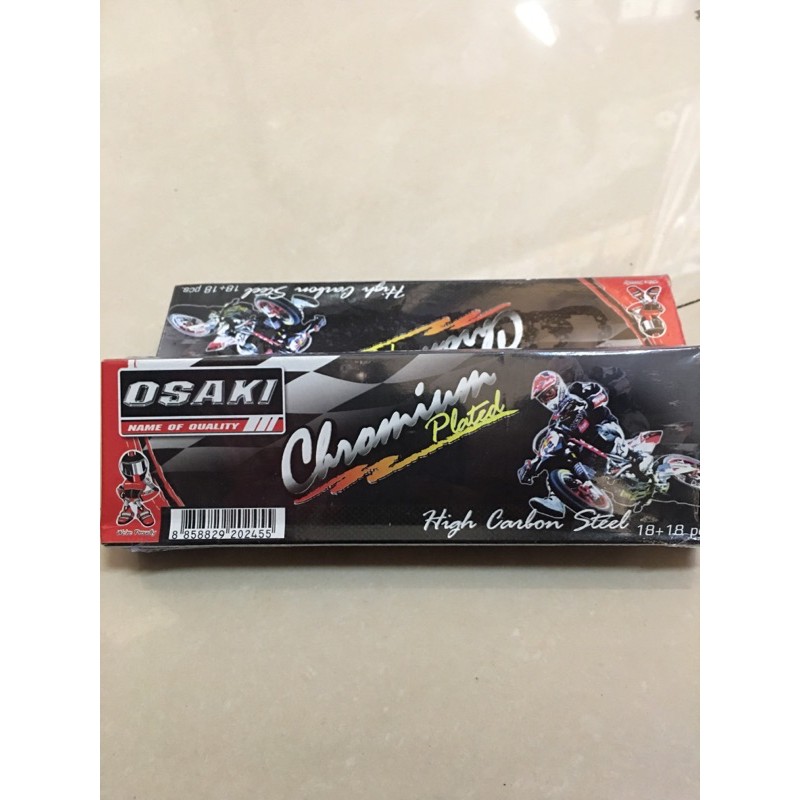 High Carbon Steel 18+18 pcs.
OSAKI
NAME OF QUALITY
Chromium
Plated
High Carbon Steel
18+18 pc
8 858829 202455